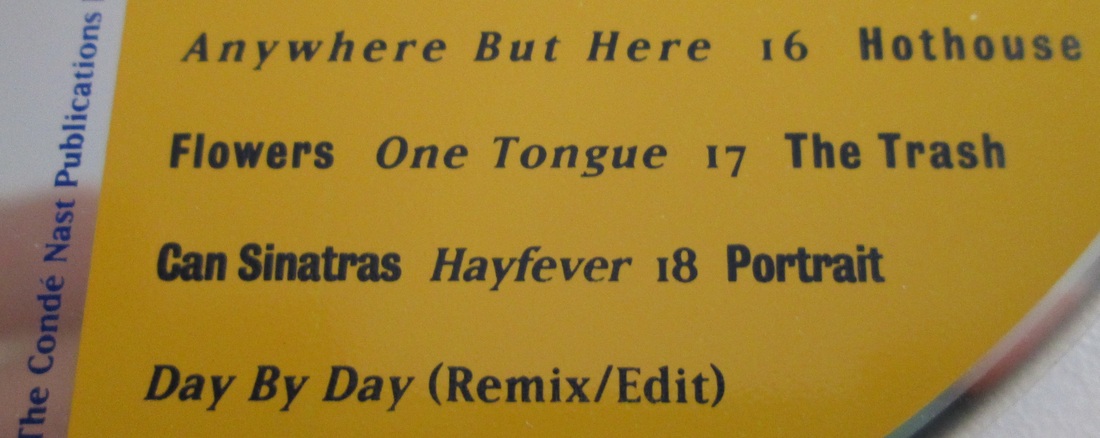 Anywhere But Here 16 Hothouse
Flowers One Tongue 17 The Trash
Can Sinatras Hayfever 18 Portrait
Day By Day (Remix/Edit)
The Condé Nast Publications